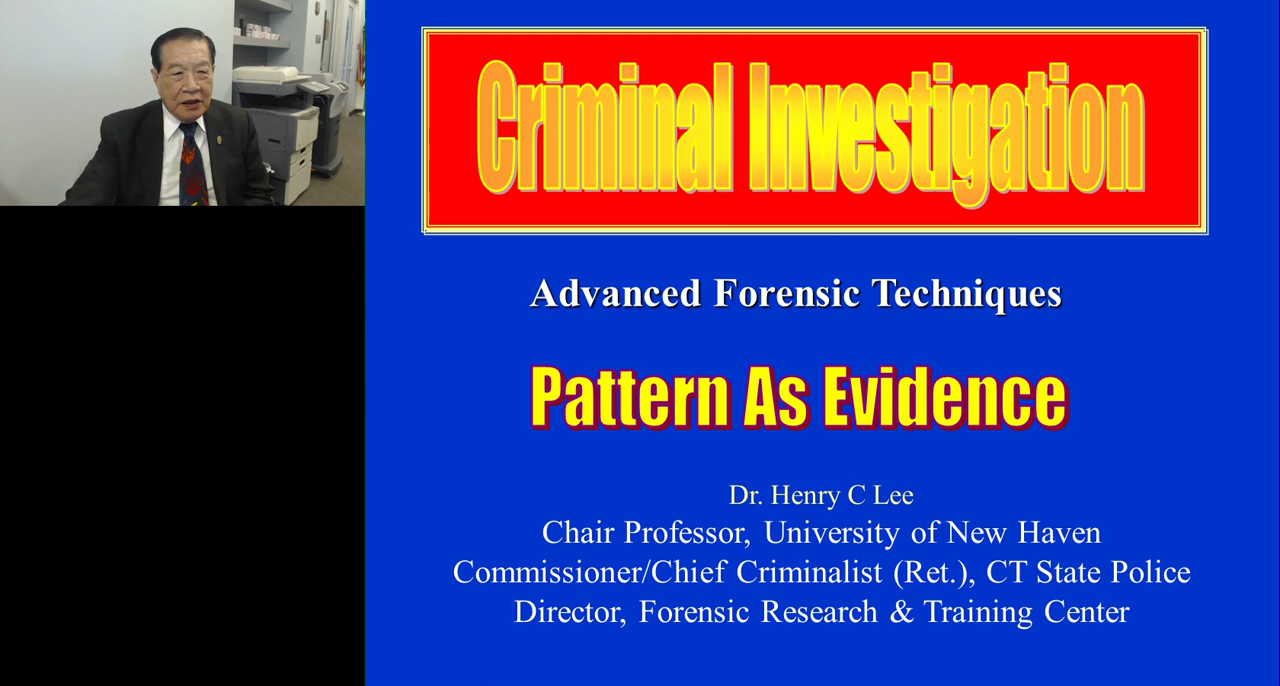 Criminal Investigation
Advanced Forensic Techniques
Pattern As Evidence
Dr. Henry C Lee
Chair Professor, University of New Haven
Commissioner/Chief Criminalist (Ret.), CT State Police
Director, Forensic Research & Training Center